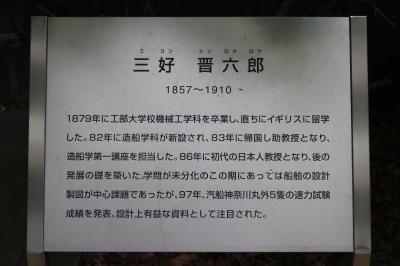 ミヨシ シンロクロウ
三好 晋六郎
1857～1910
1879年に工部大学校機械工学科を卒業し、直ちにイギリスに留学
した。82年に造船学科が新設され、83年に帰国し助教授となり、
造船学第一講座を担当した。86年に初代の日本人教授となり、後の
発展の礎を築いた。学問が未分化のこの期にあっては船舶の設計
製図が中心課題であったが、97年、汽船神奈川丸外5隻の速力試験
成績を発表、設計上有益な資料として注目された。